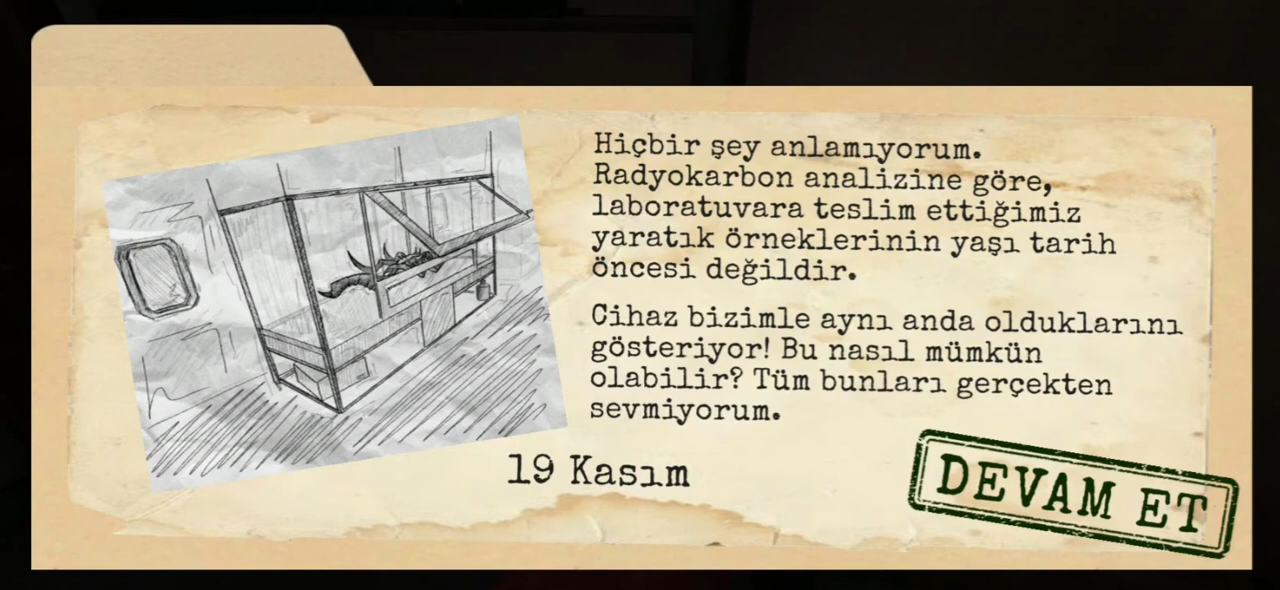 Hiçbir şey anlamıyorum.
Radyokarbon analizine göre,
laboratuvara teslim ettiğimiz
yaratık örneklerinin yaşı tarih
öncesi değildir.
Cihaz bizimle aynı anda olduklarını
gösteriyor! Bu nasıl mümkün
olabilir? Tüm bunları gerçekten
sevmiyorum.
19 Kasım
DEVAM ET